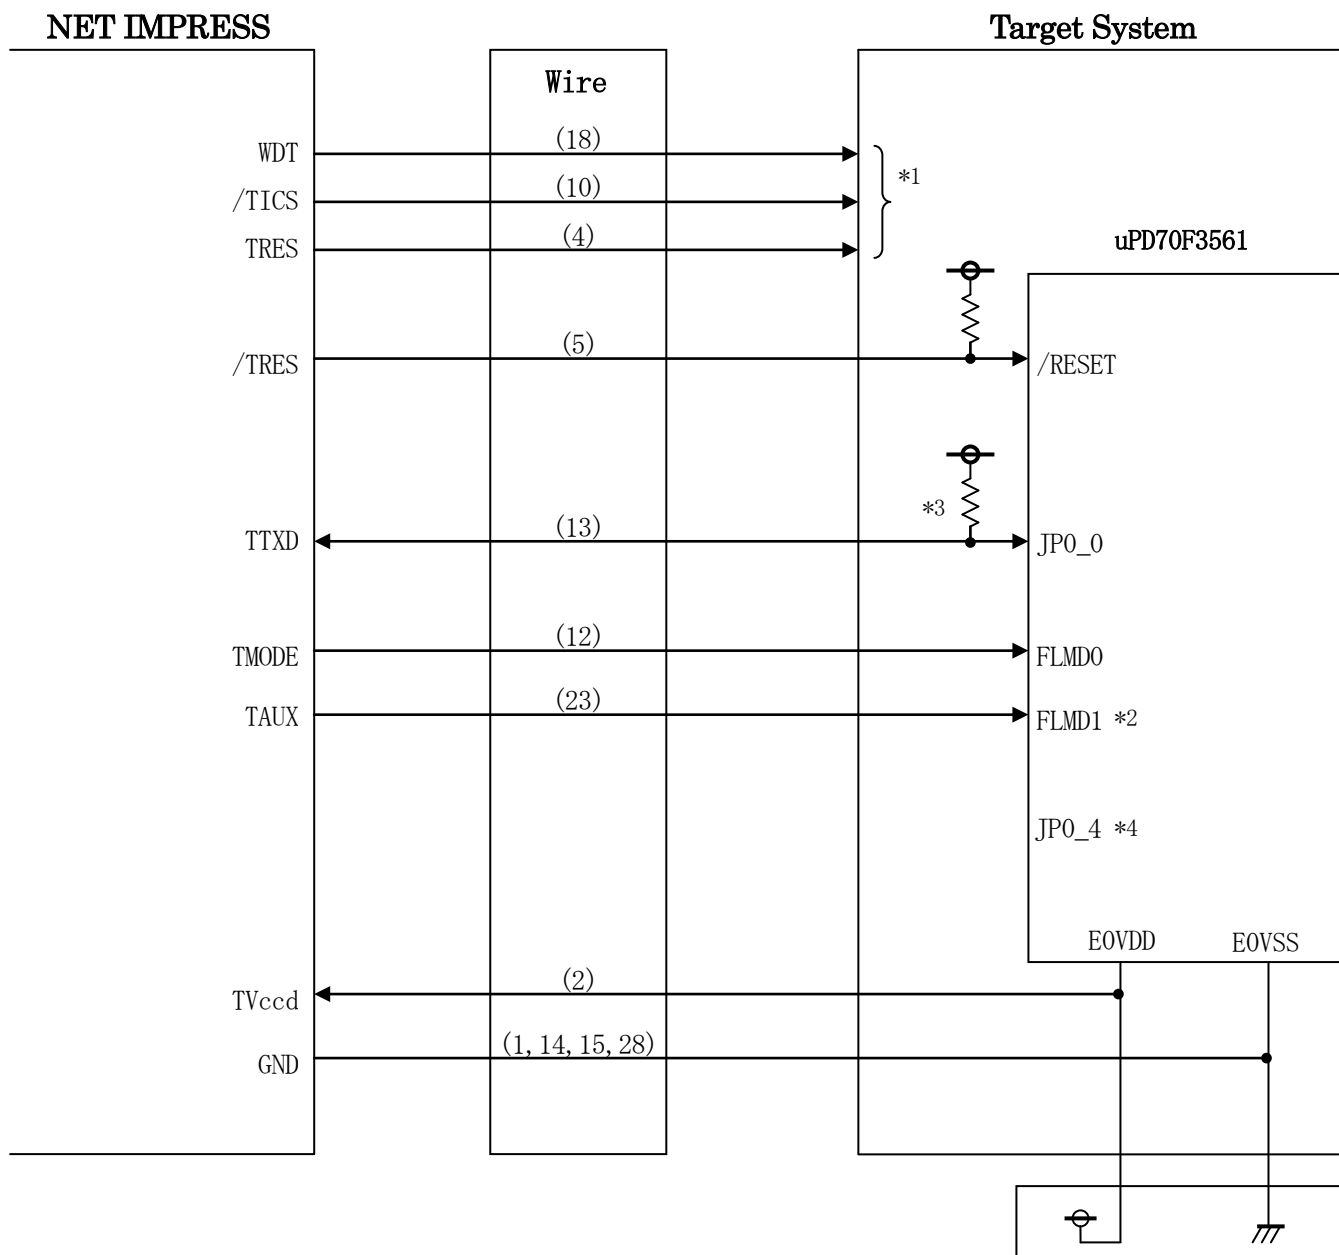 NET IMPRESS
Target System
Wire
WDT
(18)
*1
/TICS
(10)
TRES
(4)
uPD70F3561
/TRES
(5)
/RESET
*3
TTXD
(13)
JP0_0
TMODE
(12)
FLMD0
TAUX
(23)
FLMD1 *2
JP0_4 *4
E0VDD
E0VSS
TVccd
(2)
GND
(1,14,15,28)